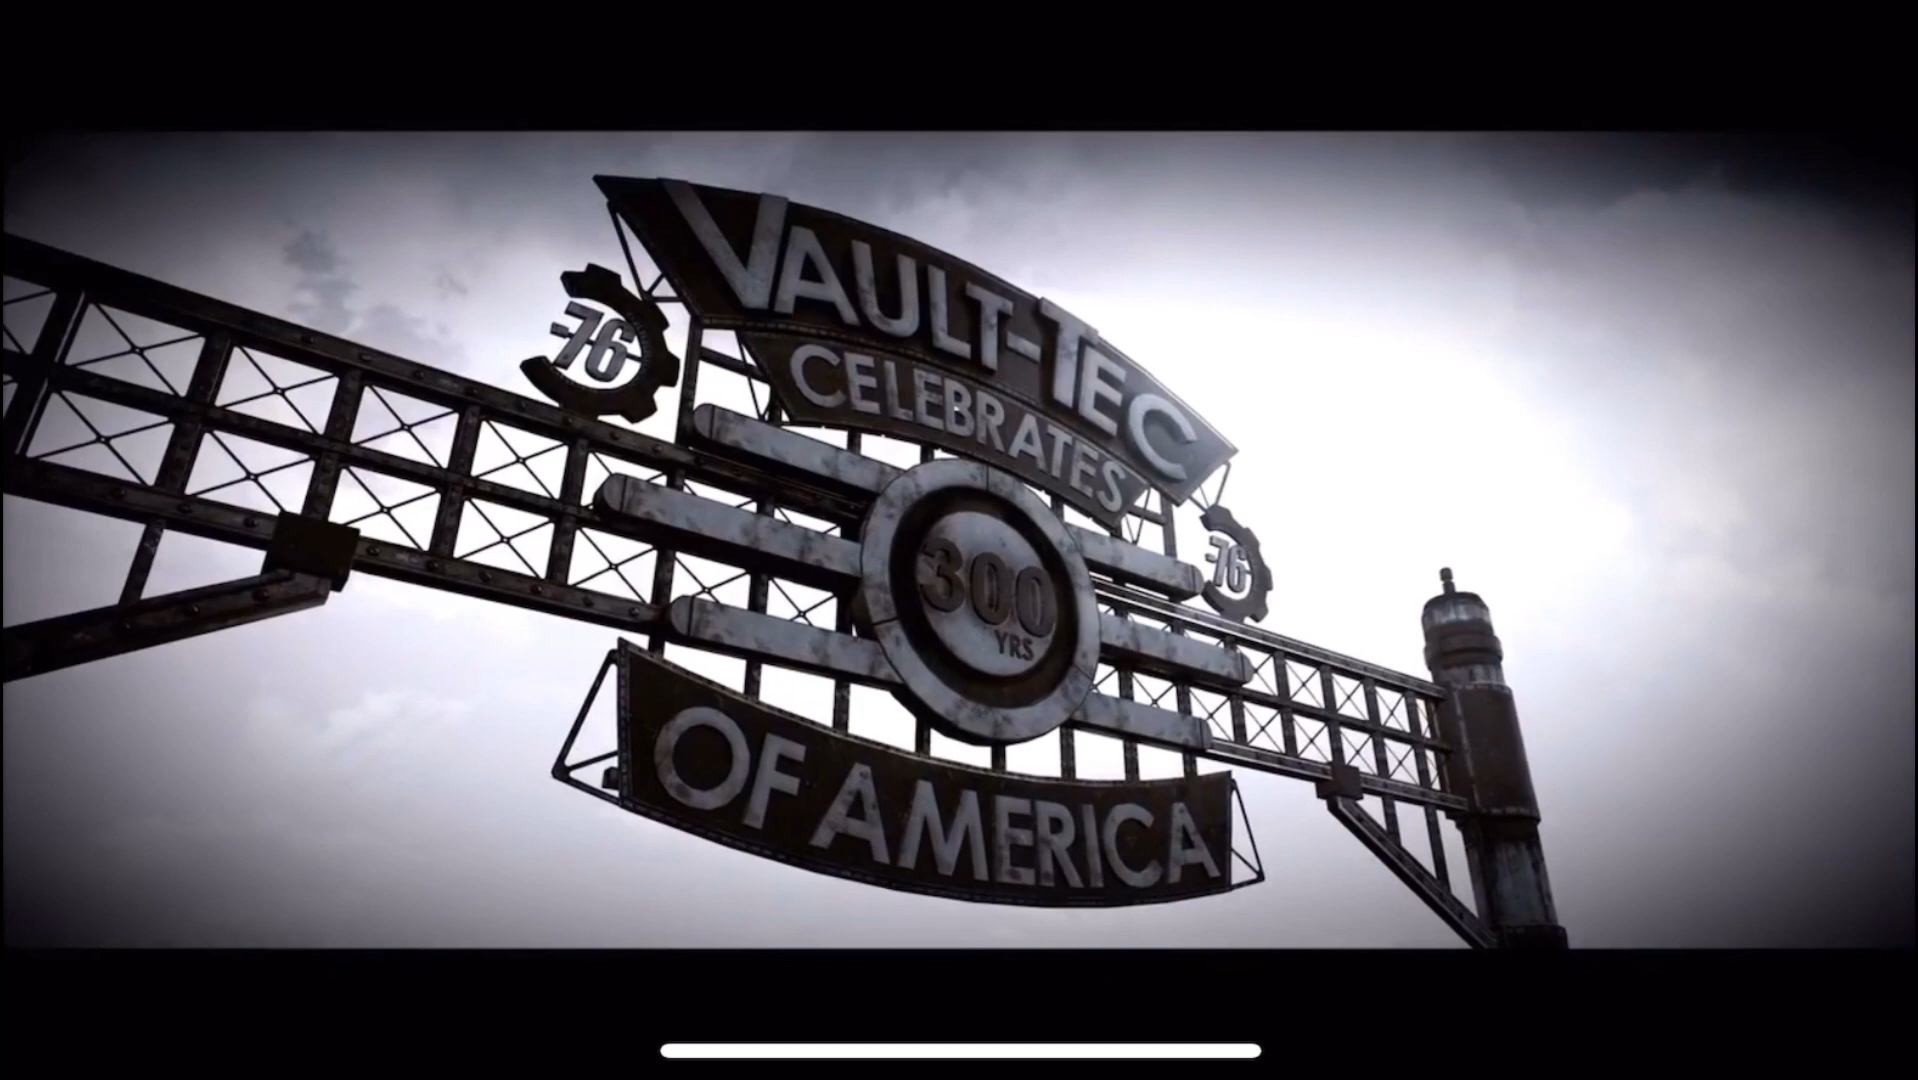 VAULT-TEC
CELEBRATES
76
76
300
YRS
OF AMERICA